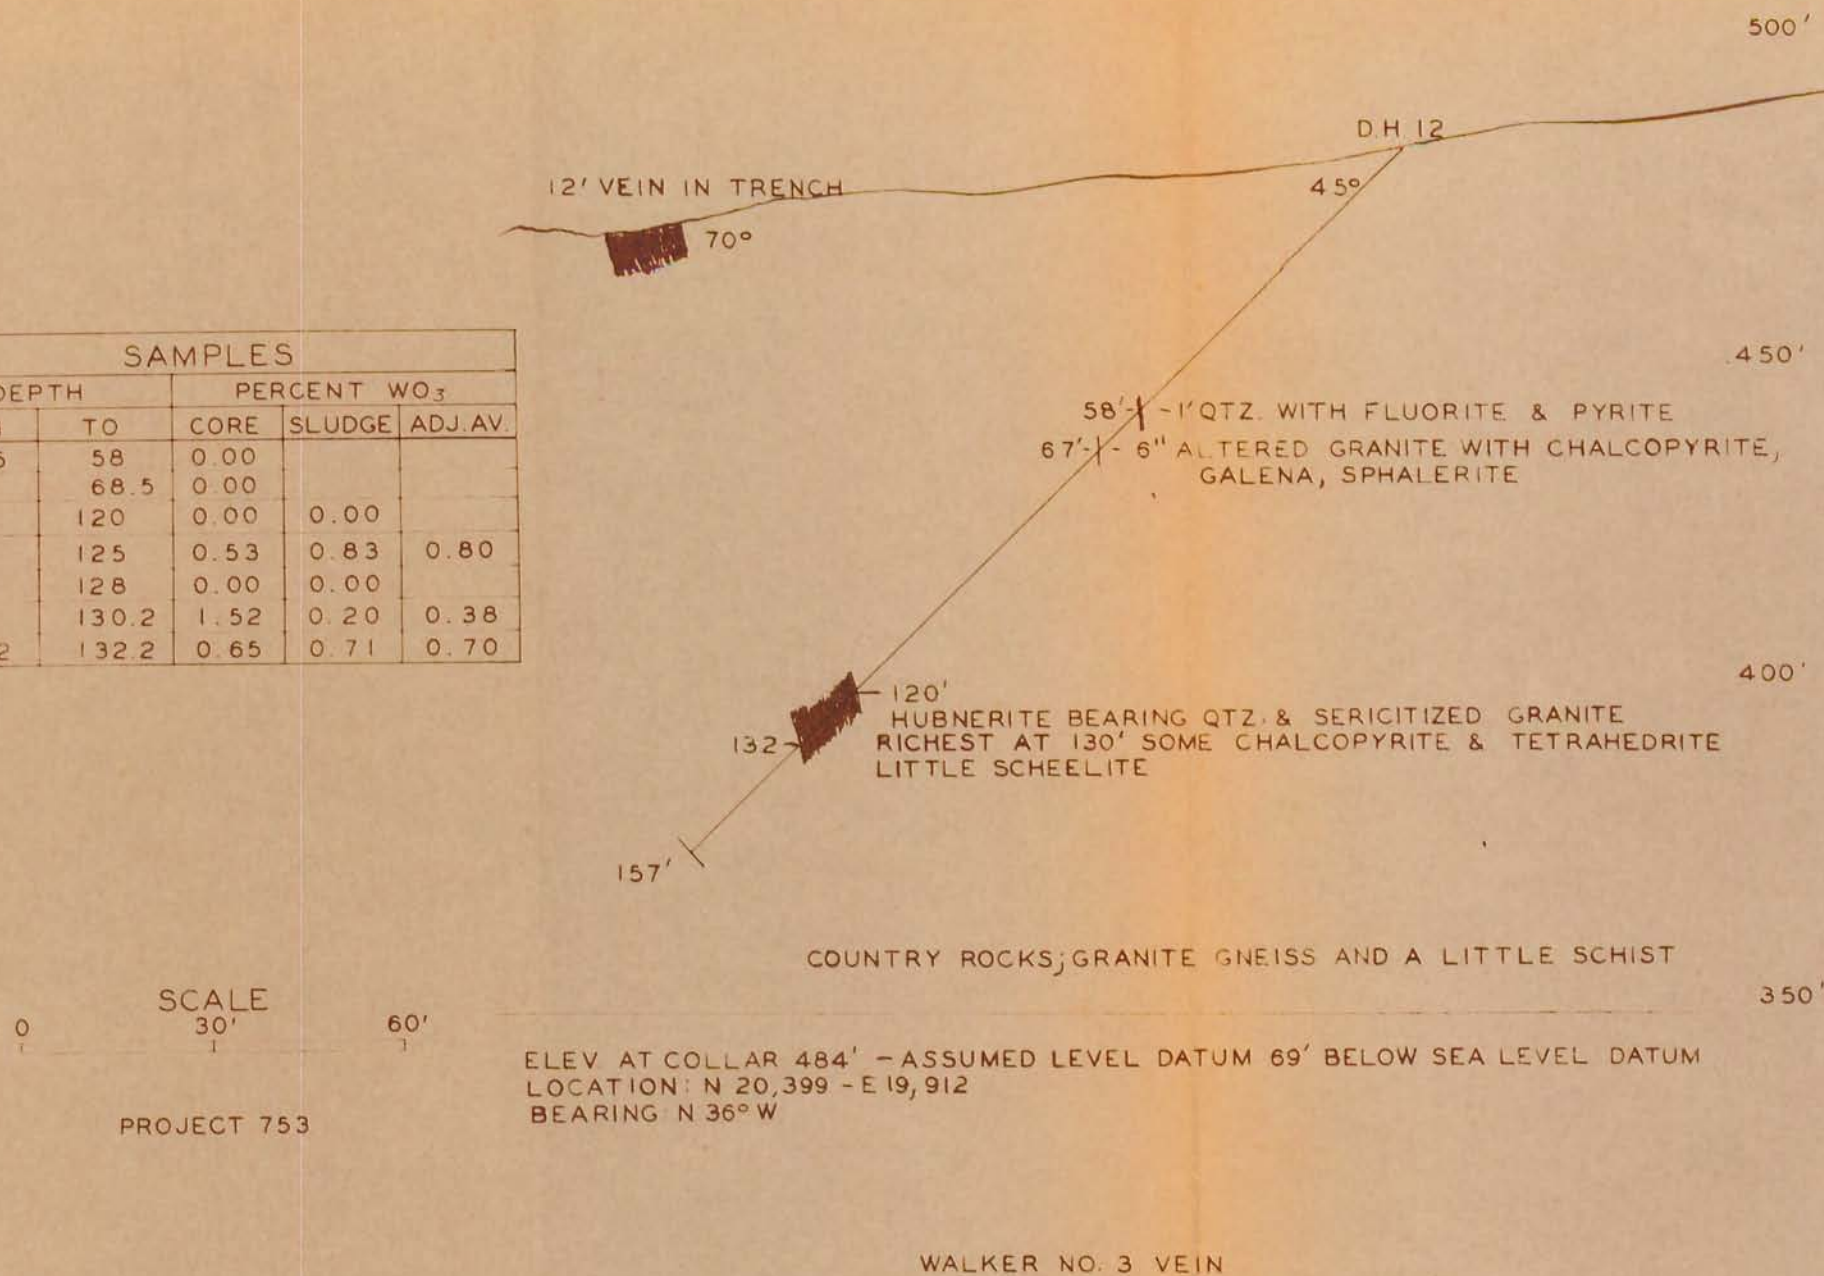 500'
D.H. 12
12' VEIN IN TRENCH
45°
70°
SAMPLES
DEPTH PERCENT WO3
TO CORE SLUDGE ADJ. AV.
58 0.00
68.5 0.00
120 0.00 0.00
125 0.53 0.83 0.80
128 0.00 0.00
130.2 1.52 0.20 0.38
132.2 0.65 0.71 0.70
450'
58' - 1' QTZ. WITH FLUORITE & PYRITE
67' - 6" ALTERED GRANITE WITH CHALCOPYRITE,
GALENA, SPHALERITE
400'
120'
HUBNERITE BEARING QTZ. & SERICITIZED GRANITE
132 RICHEST AT 130' SOME CHALCOPYRITE & TETRAHEDRITE
LITTLE SCHEELITE
157'
COUNTRY ROCKS; GRANITE GNEISS AND A LITTLE SCHIST
350'
SCALE
0 30' 60'
ELEV AT COLLAR 484' - ASSUMED LEVEL DATUM 69' BELOW SEA LEVEL DATUM
LOCATION: N 20,399 - E 19,912
BEARING N 36° W
PROJECT 753
WALKER NO. 3 VEIN